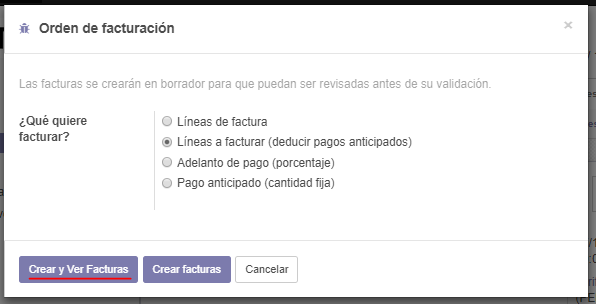 Orden de facturación
×
Las facturas se crearán en borrador para que puedan ser revisadas antes de su validación.
¿Qué quiere
facturar?
Líneas de factura
Líneas a facturar (deducir pagos anticipados)
Adelanto de pago (porcentaje)
Pago anticipado (cantidad fija)
Crear y Ver Facturas
Crear facturas
Cancelar